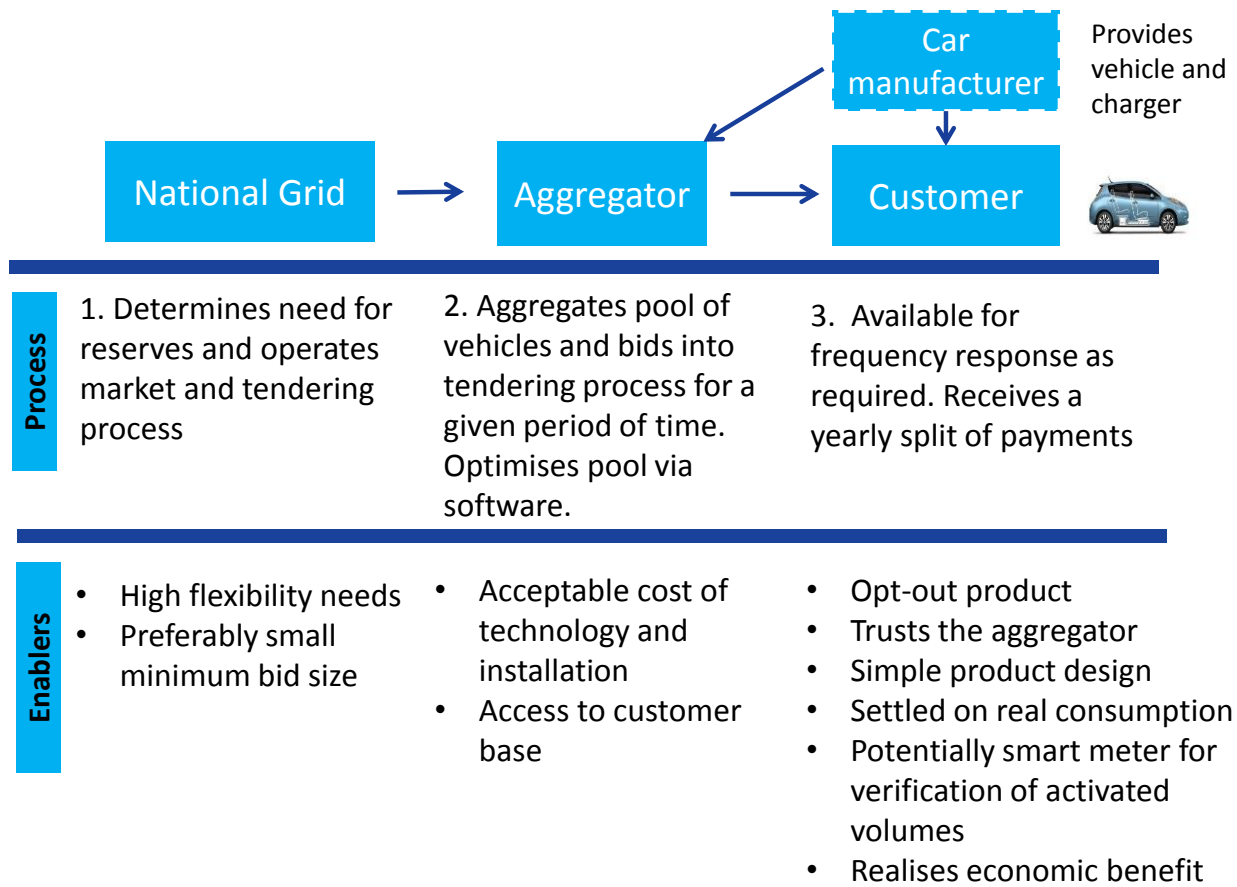 Car
manufacturer
Provides
vehicle and
charger
National Grid
Aggregator
Customer
Process
1. Determines need for
reserves and operates
market and tendering
process
2. Aggregates pool of
vehicles and bids into
tendering process for a
given period of time.
Optimises pool via
software.
3.  Available for
frequency response as
required. Receives a
yearly split of payments
Enablers
• High flexibility needs
• Preferably small
minimum bid size
• Acceptable cost of
technology and
installation
• Access to customer
base
• Opt-out product
• Trusts the aggregator
• Simple product design
• Settled on real consumption
• Potentially smart meter for
verification of activated
volumes
• Realises economic benefit